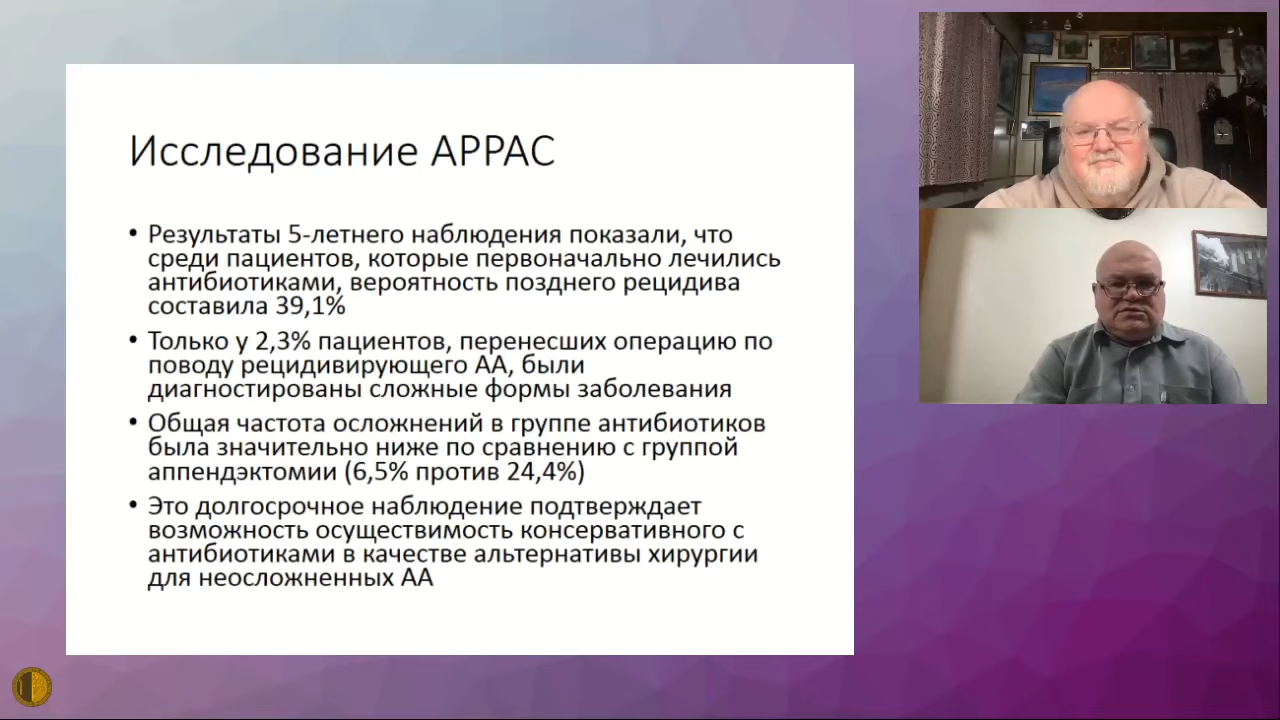 Исследование APPAC
• Результаты 5-летнего наблюдения показали, что
среди пациентов, которые первоначально лечились
антибиотиками, вероятность позднего рецидива
составила 39,1%
• Только у 2,3% пациентов, перенесших операцию по
поводу рецидивирующего АА, были
диагностированы сложные формы заболевания
• Общая частота осложнений в группе антибиотиков
была значительно ниже по сравнению с группой
аппендэктомии (6,5% против 24,4%)
• Это долгосрочное наблюдение подтверждает
возможность осуществимость консервативного с
антибиотиками в качестве альтернативы хирургии
для неосложненных АА